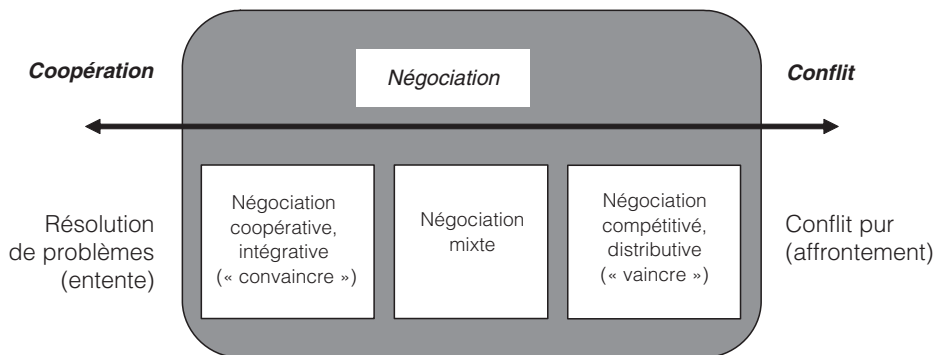 Coopération
Négociation
Conflit
Résolution
de problèmes
(entente)
Négociation
coopérative,
intégrative
(« convaincre »)
Négociation
mixte
Négociation
compétitivé,
distributive
(« vaincre »)
Conflit pur
(affrontement)